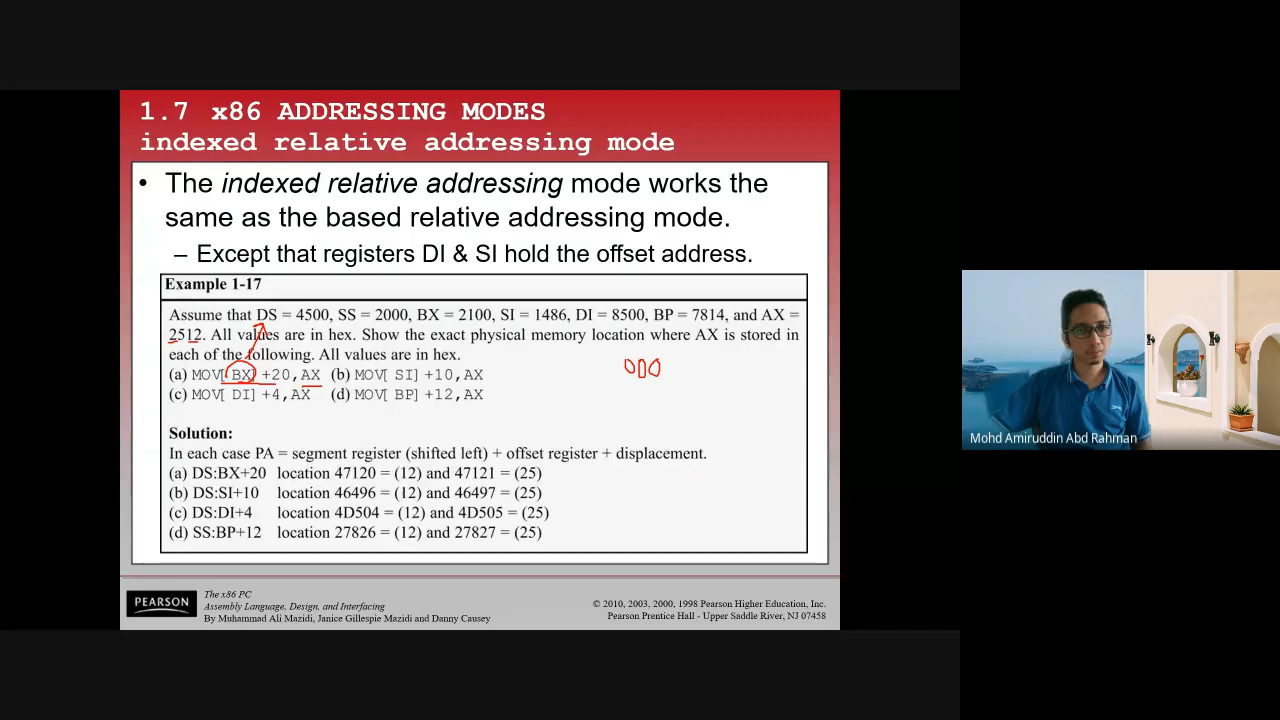 1.7 x86 ADDRESSING MODES
indexed relative addressing mode
• The indexed relative addressing mode works the
same as the based relative addressing mode.
– Except that registers DI & SI hold the offset address.
Example 1-17
Assume that DS = 4500, SS = 2000, BX = 2100, SI = 1486, DI = 8500, BP = 7814, and AX =
2512. All values are in hex. Show the exact physical memory location where AX is stored in
each of the following. All values are in hex.
(a) MOV[ BX] +20,AX (b) MOV[ SI] +10,AX
(c) MOV[ DI] +4,AX (d) MOV[ BP] +12,AX
Solution:
In each case PA = segment register (shifted left) + offset register + displacement.
(a) DS:BX+20 location 47120 = (12) and 47121 = (25)
(b) DS:SI+10 location 46496 = (12) and 46497 = (25)
(c) DS:DI+4 location 4D504 = (12) and 4D505 = (25)
(d) SS:BP+12 location 27826 = (12) and 27827 = (25)
PEARSON
The x86 PC
Assembly Language, Design, and Interfacing
By Muhammad Ali Mazidi, Janice Gillespie Mazidi and Danny Causey
© 2010, 2003, 2000, 1998 Pearson Higher Education, Inc.
Pearson Prentice Hall - Upper Saddle River, NJ 07458
Mohd Amiruddin Abd Rahman